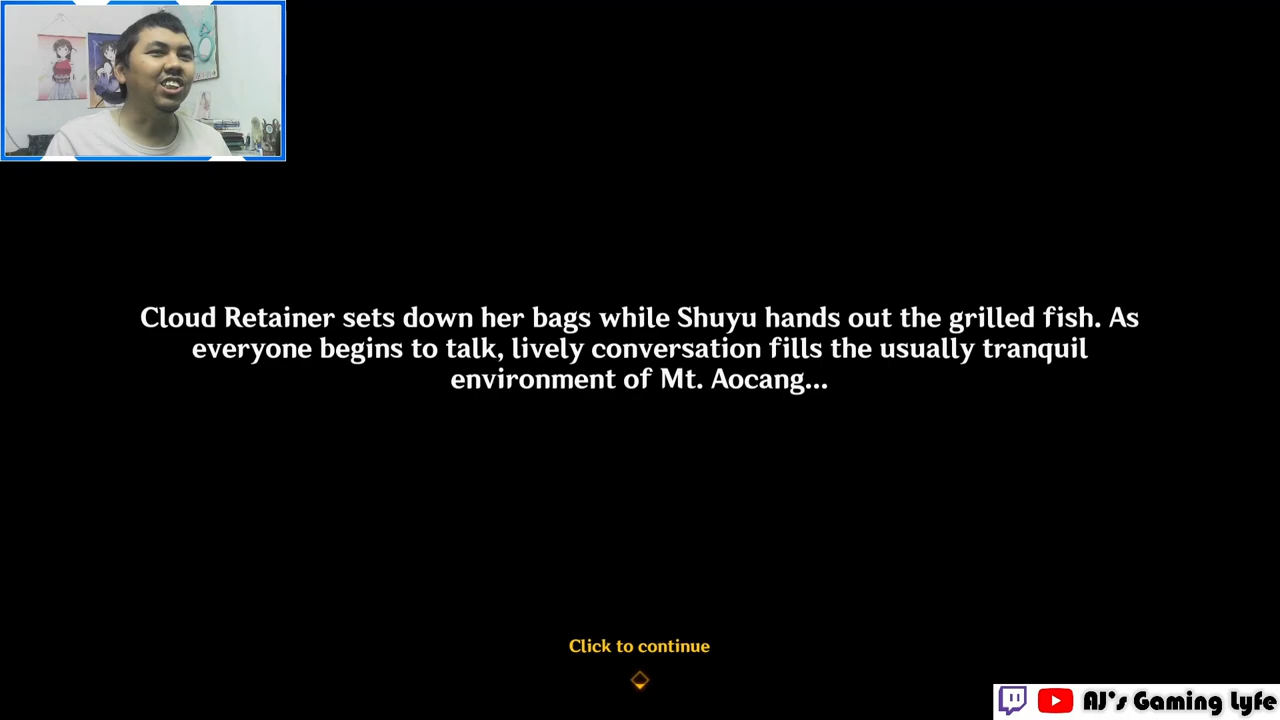 Cloud Retainer sets down her bags while Shuyu hands out the grilled fish. As
everyone begins to talk, lively conversation fills the usually tranquil
environment of Mt. Aocang...
Click to continue
AJ's Gaming Lyfe